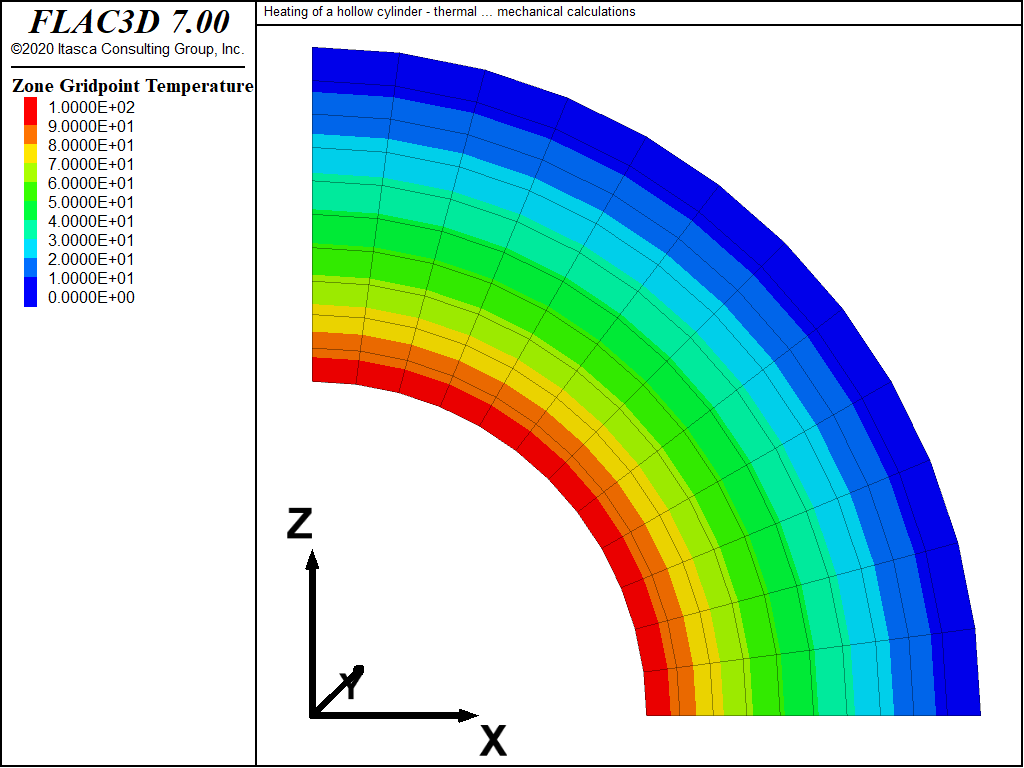 FLAC3D 7.00
©2020 Itasca Consulting Group, Inc.
Zone Gridpoint Temperature
1.0000E+02
9.0000E+01
8.0000E+01
7.0000E+01
6.0000E+01
5.0000E+01
4.0000E+01
3.0000E+01
2.0000E+01
1.0000E+01
0.0000E+00
Heating of a hollow cylinder - thermal ... mechanical calculations
Z
Y
X